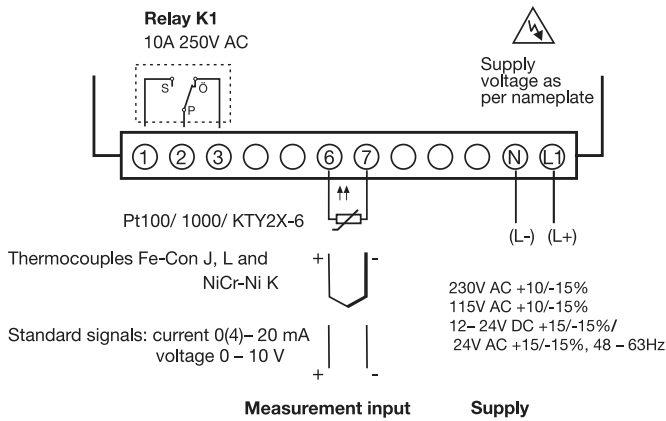 Relay K1
10A 250V AC
Supply
voltage as
per nameplate
S Ö
P
1 2 3 6 7 N L1
Pt100/ 1000/ KTY2X-6
(L-) (L+)
Thermocouples Fe-Con J, L and + -
NiCr-Ni K
230V AC +10/-15%
115V AC +10/-15%
12– 24V DC +15/-15%/
24V AC +15/-15%, 48 – 63Hz
Standard signals: current 0(4)– 20 mA
voltage 0 – 10 V
+ -
Measurement input Supply